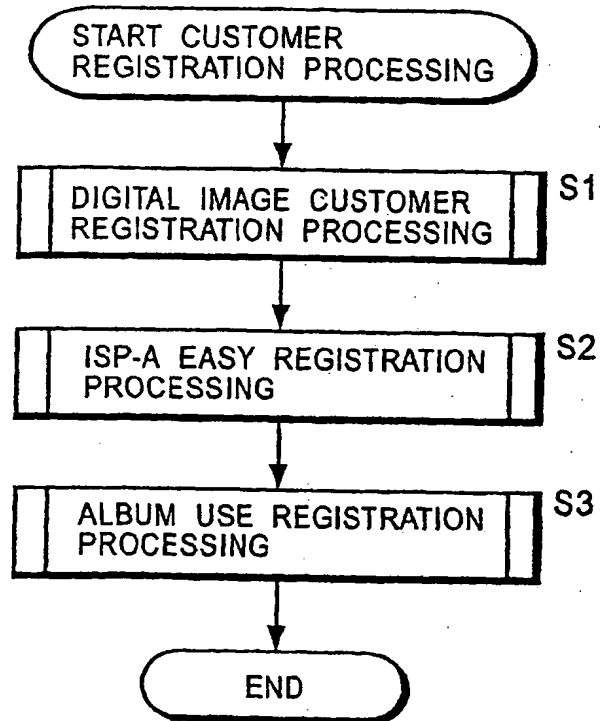 START CUSTOMER
REGISTRATION PROCESSING
DIGITAL IMAGE CUSTOMER
REGISTRATION PROCESSING
S1
ISP-A EASY REGISTRATION
PROCESSING
S2
ALBUM USE REGISTRATION
PROCESSING
S3
END